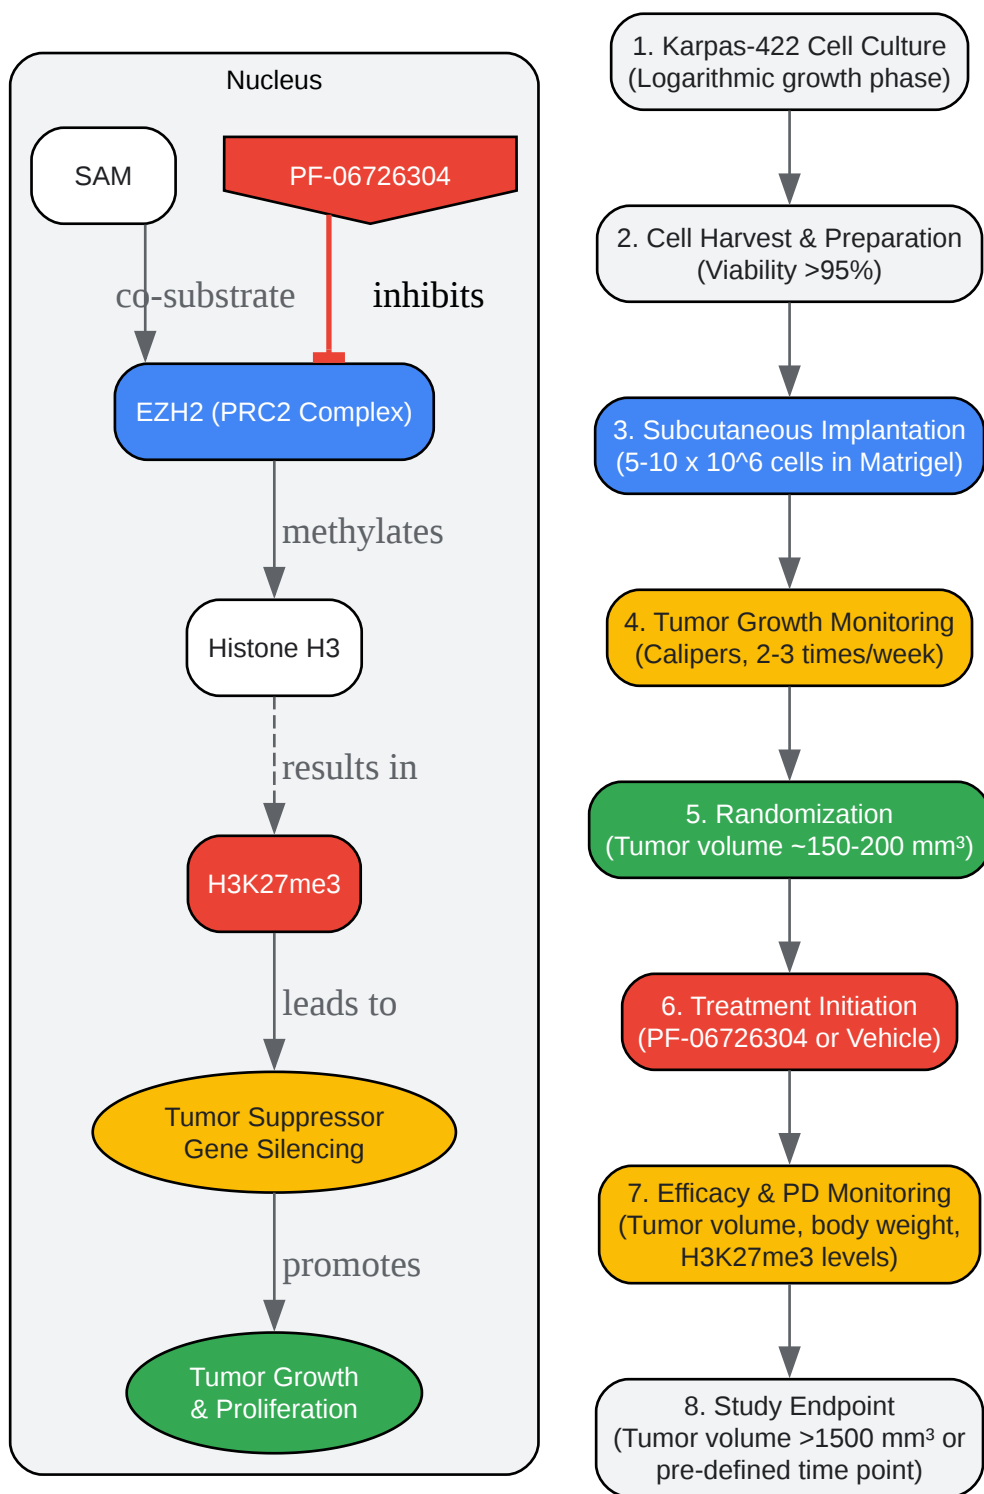 Nucleus
SAM
PF-06726304
co-substrate
inhibits
EZH2 (PRC2 Complex)
methylates
Histone H3
results in
H3K27me3
leads to
Tumor Suppressor
Gene Silencing
promotes
Tumor Growth
& Proliferation
1. Karpas-422 Cell Culture
(Logarithmic growth phase)
2. Cell Harvest & Preparation
(Viability >95%)
3. Subcutaneous Implantation
(5-10 x 10^6 cells in Matrigel)
4. Tumor Growth Monitoring
(Calipers, 2-3 times/week)
5. Randomization
(Tumor volume ~150-200 mm³)
6. Treatment Initiation
(PF-06726304 or Vehicle)
7. Efficacy & PD Monitoring
(Tumor volume, body weight,
H3K27me3 levels)
8. Study Endpoint
(Tumor volume >1500 mm³ or
pre-defined time point)